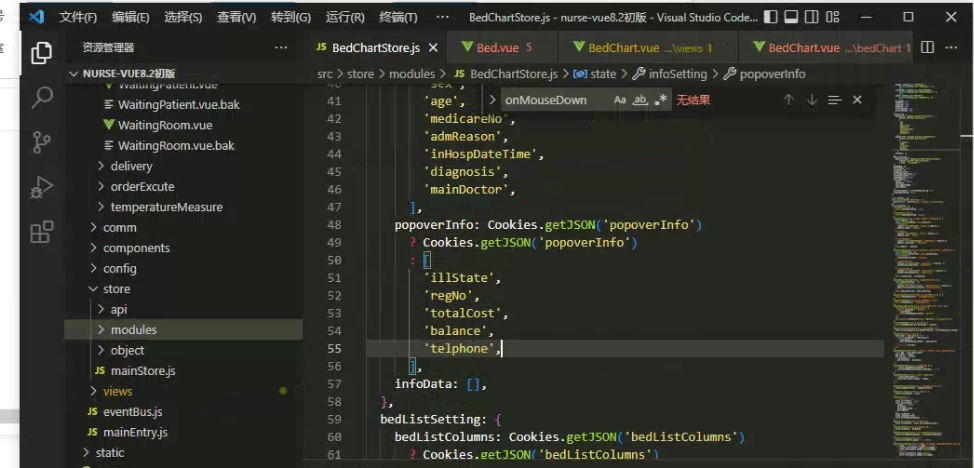 文件(F) 编辑(E) 选择(S) 查看(V) 转到(G) 运行(R) 终端(T) ··· BedChartStore.js - nurse-vue8.2初版 - Visual Studio Code...
资源管理器 ···
JS BedChartStore.js × Bed.vue 5 BedChart.vue ...\views 1 BedChart.vue ...\bedChart 1 ···
NURSE-VUE8.2初版
WaitingPatient.vue
WaitingPatient.vue.bak
WaitingRoom.vue
WaitingRoom.vue.bak
delivery
orderExcute
temperatureMeasure
comm
components
config
store
api
modules
object
JS mainStore.js
views
JS eventBus.js
JS mainEntry.js
static
src > store > modules > JS BedChartStore.js > state > infoSetting > popoverInfo
onMouseDown Aa ab .* 无结果
40 'sex',
41 'age',
42 'medicareNo',
43 'admReason',
44 'inHospDateTime',
45 'diagnosis',
46 'mainDoctor',
47 ],
48 popoverInfo: Cookies.getJSON('popoverInfo')
49 ? Cookies.getJSON('popoverInfo')
50 : [
51 'illState',
52 'regNo',
53 'totalCost',
54 'balance',
55 'telphone',
56 ],
57 infoData: [],
58 },
59 bedListSetting: {
60 bedListColumns: Cookies.getJSON('bedListColumns')
61 ? Cookies.getJSON('bedListColumns')